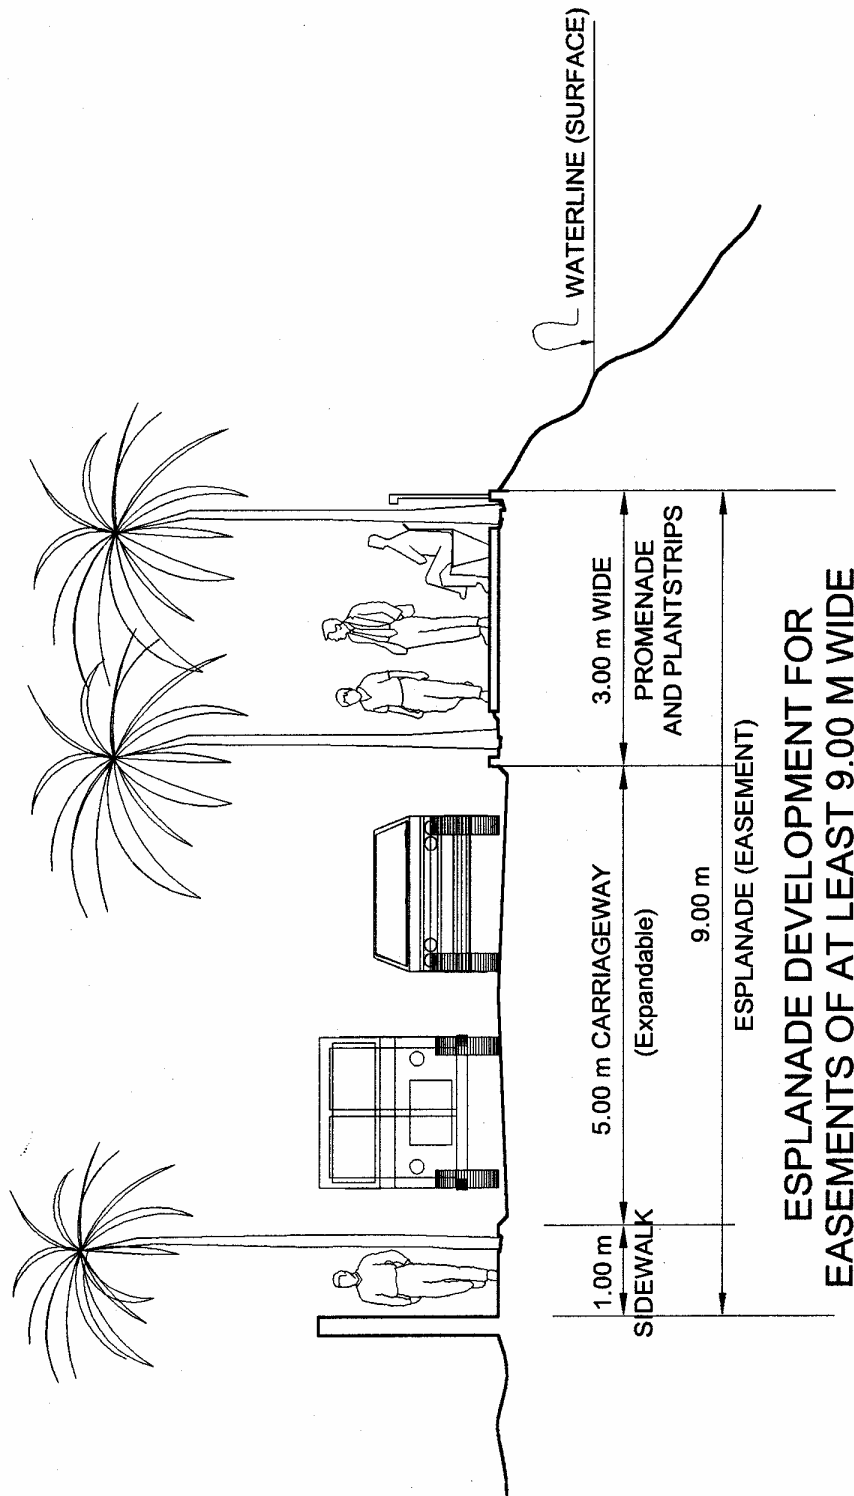 WATERLINE (SURFACE)
1.00 m
SIDEWALK
5.00 m CARRIAGEWAY
(Expandable)
3.00 m WIDE
PROMENADE
AND PLANTSTRIPS
9.00 m
ESPLANADE (EASEMENT)
ESPLANADE DEVELOPMENT FOR
EASEMENTS OF AT LEAST 9.00 M WIDE